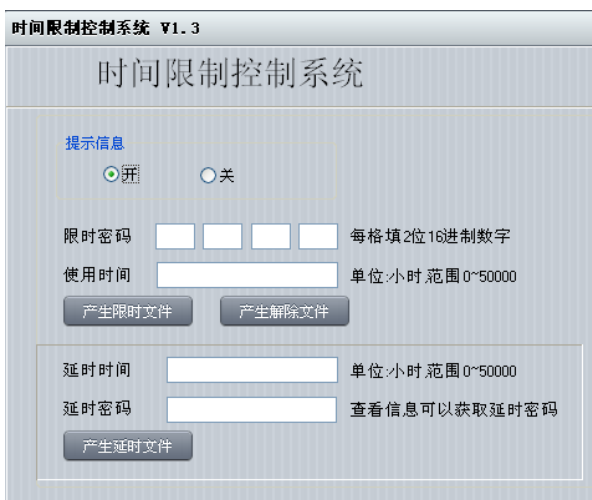 时间限制控制系统 V1.3
时间限制控制系统
提示信息
开 关
限时密码 每格填2位16进制数字
使用时间 单位:小时,范围0~50000
产生限时文件 产生解除文件
延时时间 单位:小时,范围0~50000
延时密码 查看信息可以获取延时密码
产生延时文件